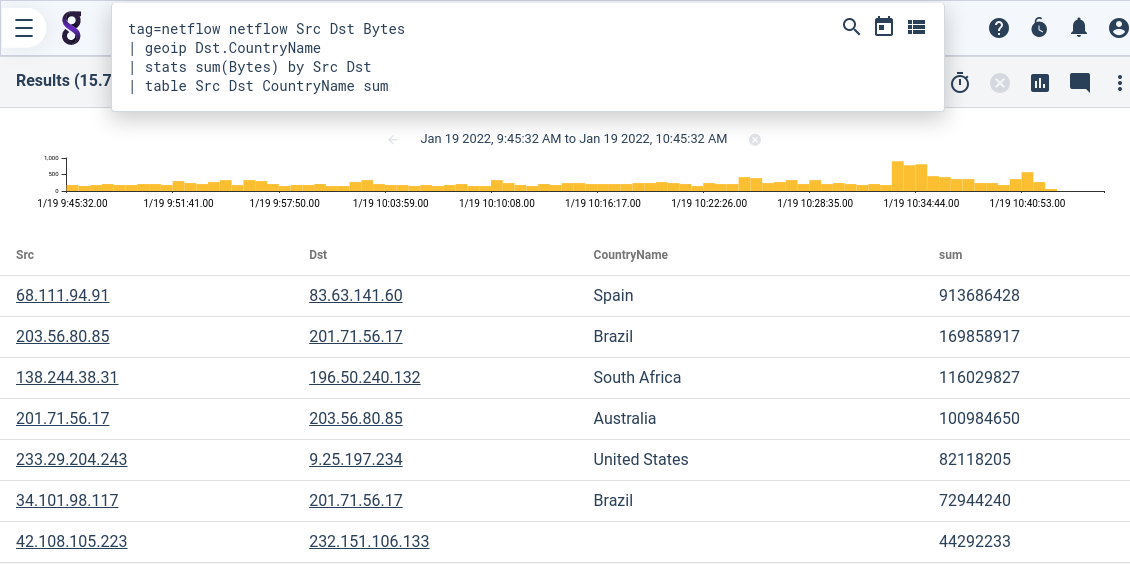 tag=netflow netflow Src Dst Bytes
| geoip Dst.CountryName
| stats sum(Bytes) by Src Dst
| table Src Dst CountryName sum
Results (15.7
Jan 19 2022, 9:45:32 AM to Jan 19 2022, 10:45:32 AM
1,000
500
0
1/19 9:45:32.00 1/19 9:51:41.00 1/19 9:57:50.00 1/19 10:03:59.00 1/19 10:10:08.00 1/19 10:16:17.00 1/19 10:22:26.00 1/19 10:28:35.00 1/19 10:34:44.00 1/19 10:40:53.00
Src Dst CountryName sum
68.111.94.91 83.63.141.60 Spain 913686428
203.56.80.85 201.71.56.17 Brazil 169858917
138.244.38.31 196.50.240.132 South Africa 116029827
201.71.56.17 203.56.80.85 Australia 100984650
233.29.204.243 9.25.197.234 United States 82118205
34.101.98.117 201.71.56.17 Brazil 72944240
42.108.105.223 232.151.106.133 44292233